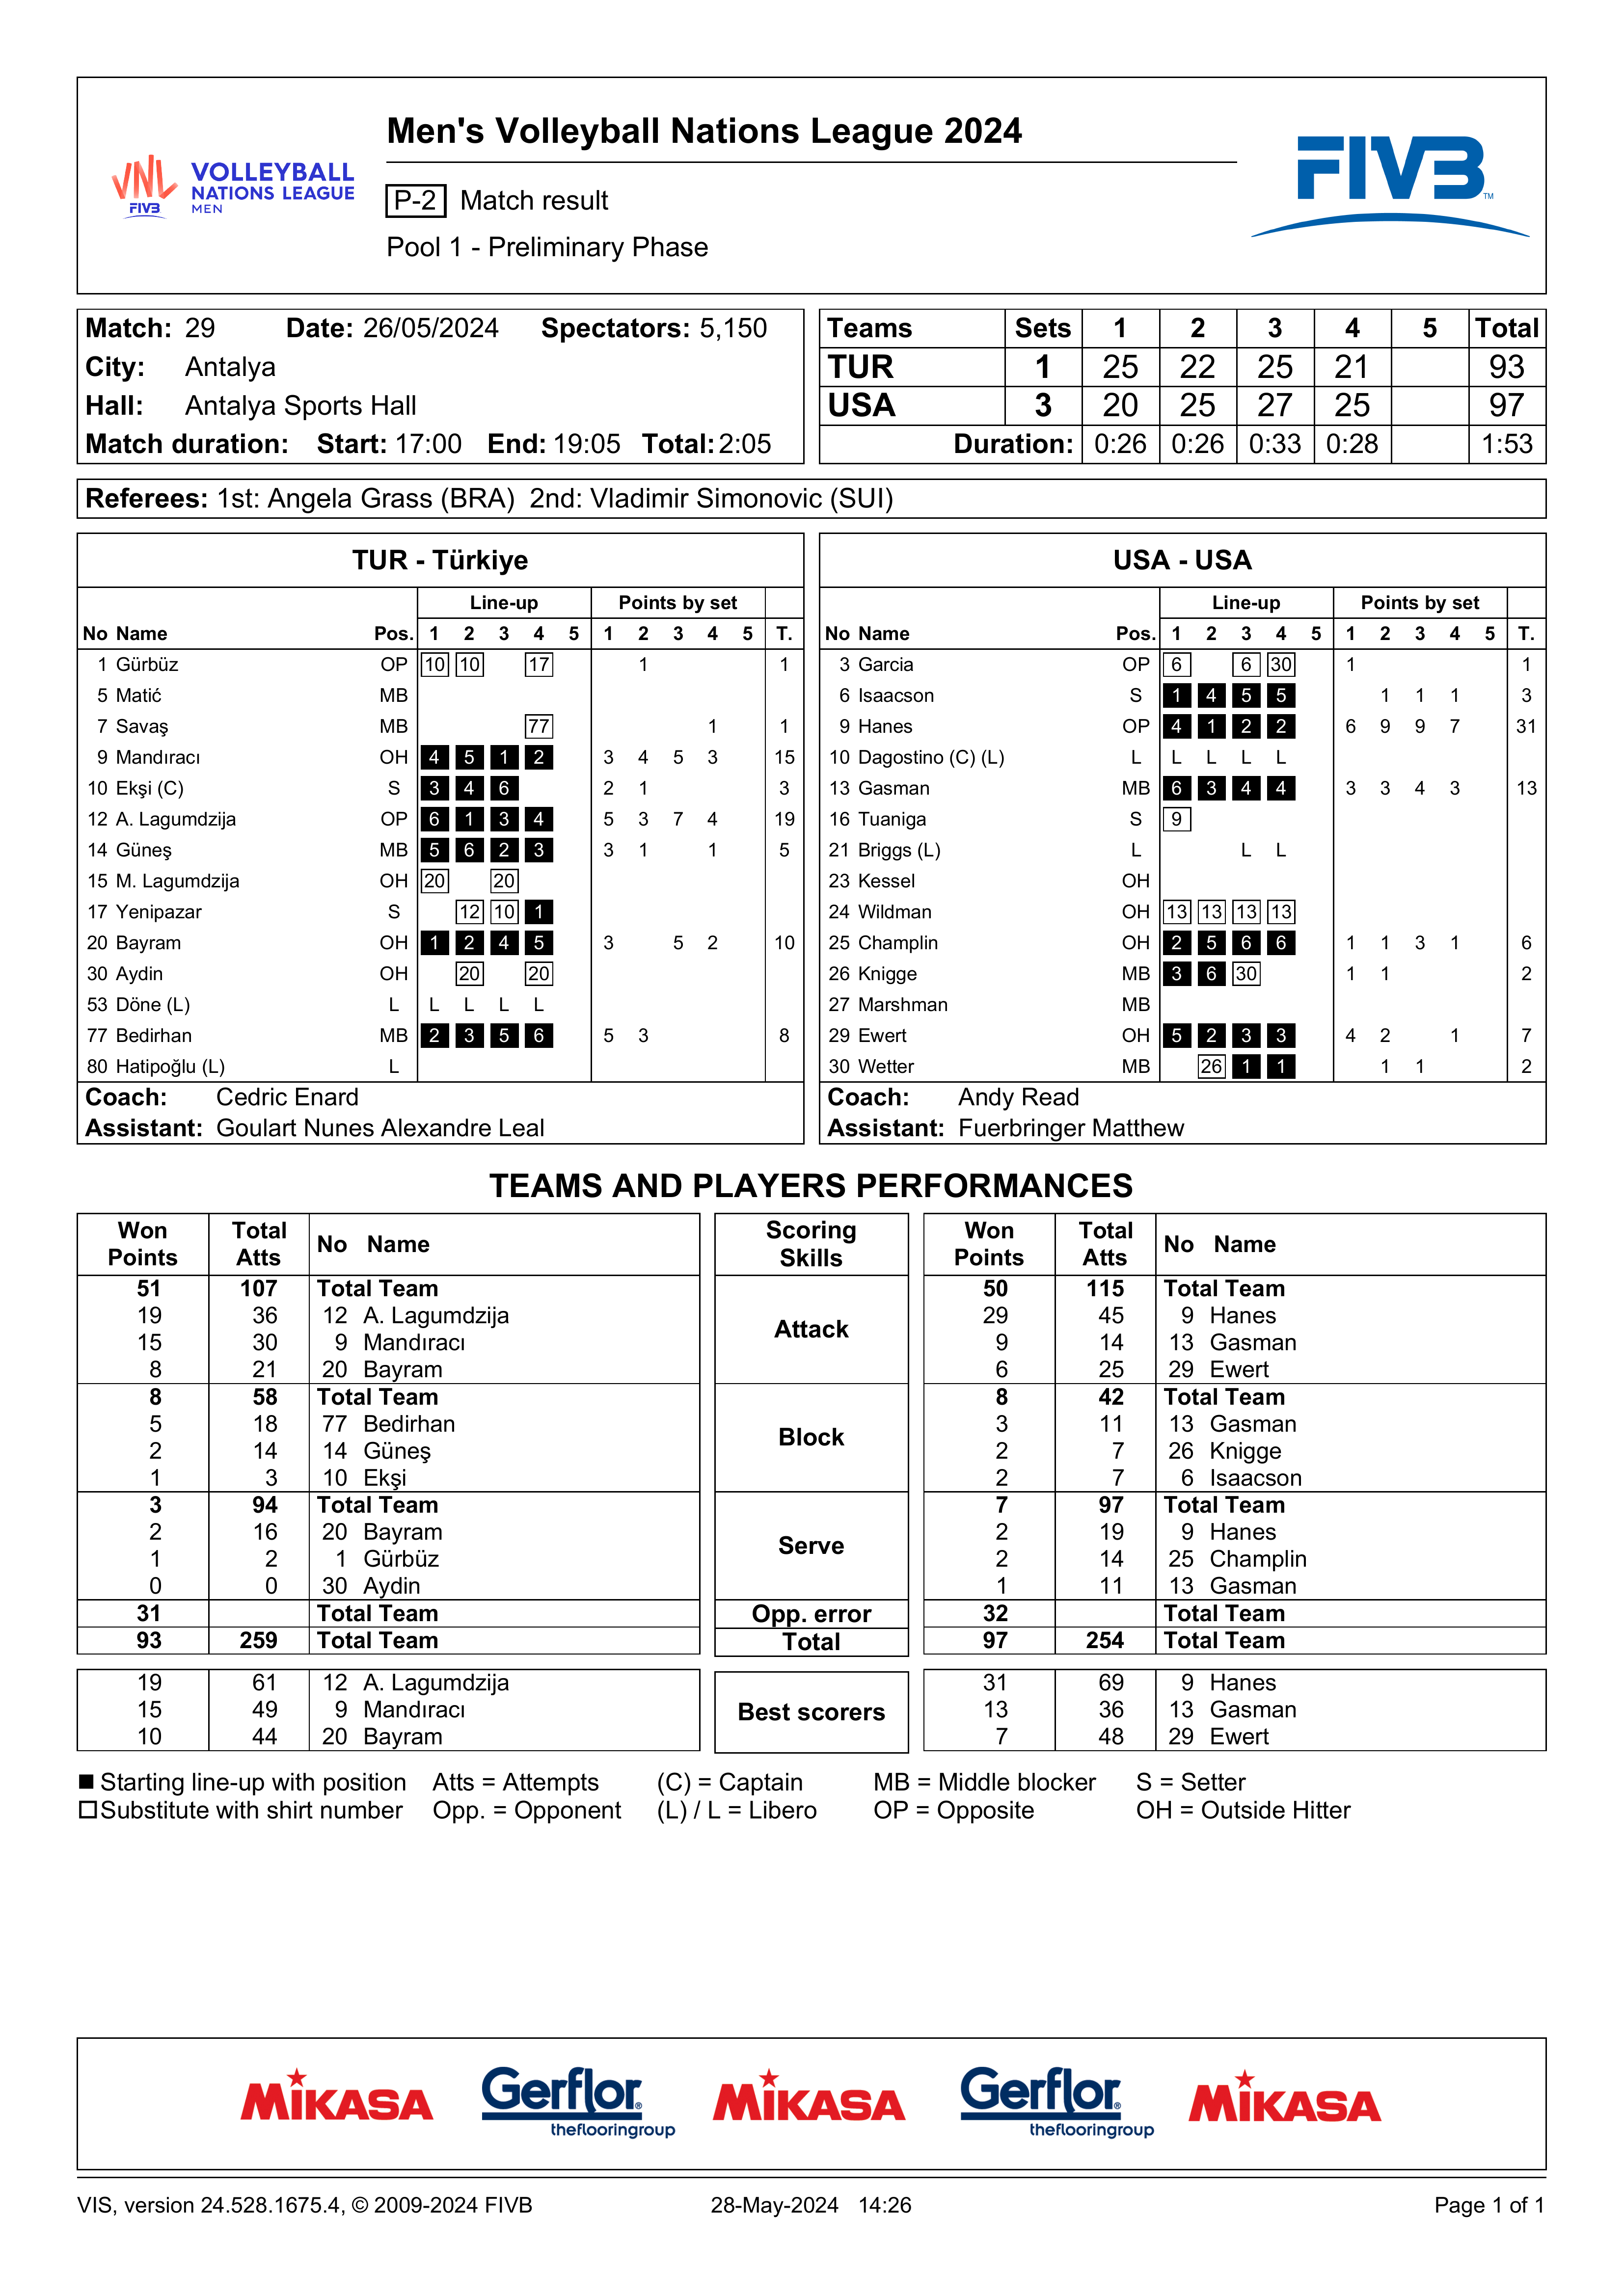 Men's Volleyball Nations League 2024
VNL
FIVB
VOLLEYBALL
NATIONS LEAGUE
MEN
P-2 Match result
Pool 1 - Preliminary Phase
FIVB™
Match: 29 Date: 26/05/2024 Spectators: 5,150
City: Antalya
Hall: Antalya Sports Hall
Match duration: Start: 17:00 End: 19:05 Total: 2:05
Teams Sets 1 2 3 4 5 Total
TUR 1 25 22 25 21 93
USA 3 20 25 27 25 97
Duration: 0:26 0:26 0:33 0:28 1:53
Referees: 1st: Angela Grass (BRA) 2nd: Vladimir Simonovic (SUI)
TUR - Türkiye
Line-up Points by set
No Name Pos. 1 2 3 4 5 1 2 3 4 5 T.
1 Gürbüz OP 10 10 17 1 1
5 Matić MB
7 Savaş MB 77 1 1
9 Mandıracı OH 4 5 1 2 3 4 5 3 15
10 Ekşi (C) S 3 4 6 2 1 3
12 A. Lagumdzija OP 6 1 3 4 5 3 7 4 19
14 Güneş MB 5 6 2 3 3 1 1 5
15 M. Lagumdzija OH 20 20
17 Yenipazar S 12 10 1
20 Bayram OH 1 2 4 5 3 5 2 10
30 Aydin OH 20 20
53 Döne (L) L L L L L
77 Bedirhan MB 2 3 5 6 5 3 8
80 Hatipoğlu (L) L
Coach: Cedric Enard
Assistant: Goulart Nunes Alexandre Leal
USA - USA
Line-up Points by set
No Name Pos. 1 2 3 4 5 1 2 3 4 5 T.
3 Garcia OP 6 6 30 1 1
6 Isaacson S 1 4 5 5 1 1 1 3
9 Hanes OP 4 1 2 2 6 9 9 7 31
10 Dagostino (C) (L) L L L L L
13 Gasman MB 6 3 4 4 3 3 4 3 13
16 Tuaniga S 9
21 Briggs (L) L L L
23 Kessel OH
24 Wildman OH 13 13 13 13
25 Champlin OH 2 5 6 6 1 1 3 1 6
26 Knigge MB 3 6 30 1 1 2
27 Marshman MB
29 Ewert OH 5 2 3 3 4 2 1 7
30 Wetter MB 26 1 1 1 1 2
Coach: Andy Read
Assistant: Fuerbringer Matthew
TEAMS AND PLAYERS PERFORMANCES
Won Points Total Atts No Name Scoring Skills Won Points Total Atts No Name
51 107 Total Team Attack 50 115 Total Team
19 36 12 A. Lagumdzija 29 45 9 Hanes
15 30 9 Mandıracı 9 14 13 Gasman
8 21 20 Bayram 6 25 29 Ewert
8 58 Total Team Block 8 42 Total Team
5 18 77 Bedirhan 3 11 13 Gasman
2 14 14 Güneş 2 7 26 Knigge
1 3 10 Ekşi 2 7 6 Isaacson
3 94 Total Team Serve 7 97 Total Team
2 16 20 Bayram 2 19 9 Hanes
1 2 1 Gürbüz 2 14 25 Champlin
0 0 30 Aydin 1 11 13 Gasman
31 Total Team Opp. error 32 Total Team
93 259 Total Team Total 97 254 Total Team
19 61 12 A. Lagumdzija Best scorers 31 69 9 Hanes
15 49 9 Mandıracı 13 36 13 Gasman
10 44 20 Bayram 7 48 29 Ewert
■ Starting line-up with position Atts = Attempts (C) = Captain MB = Middle blocker S = Setter
□ Substitute with shirt number Opp. = Opponent (L) / L = Libero OP = Opposite OH = Outside Hitter
MIKASA Gerflor® theflooringgroup MIKASA Gerflor® theflooringgroup MIKASA
VIS, version 24.528.1675.4, © 2009-2024 FIVB 28-May-2024 14:26 Page 1 of 1